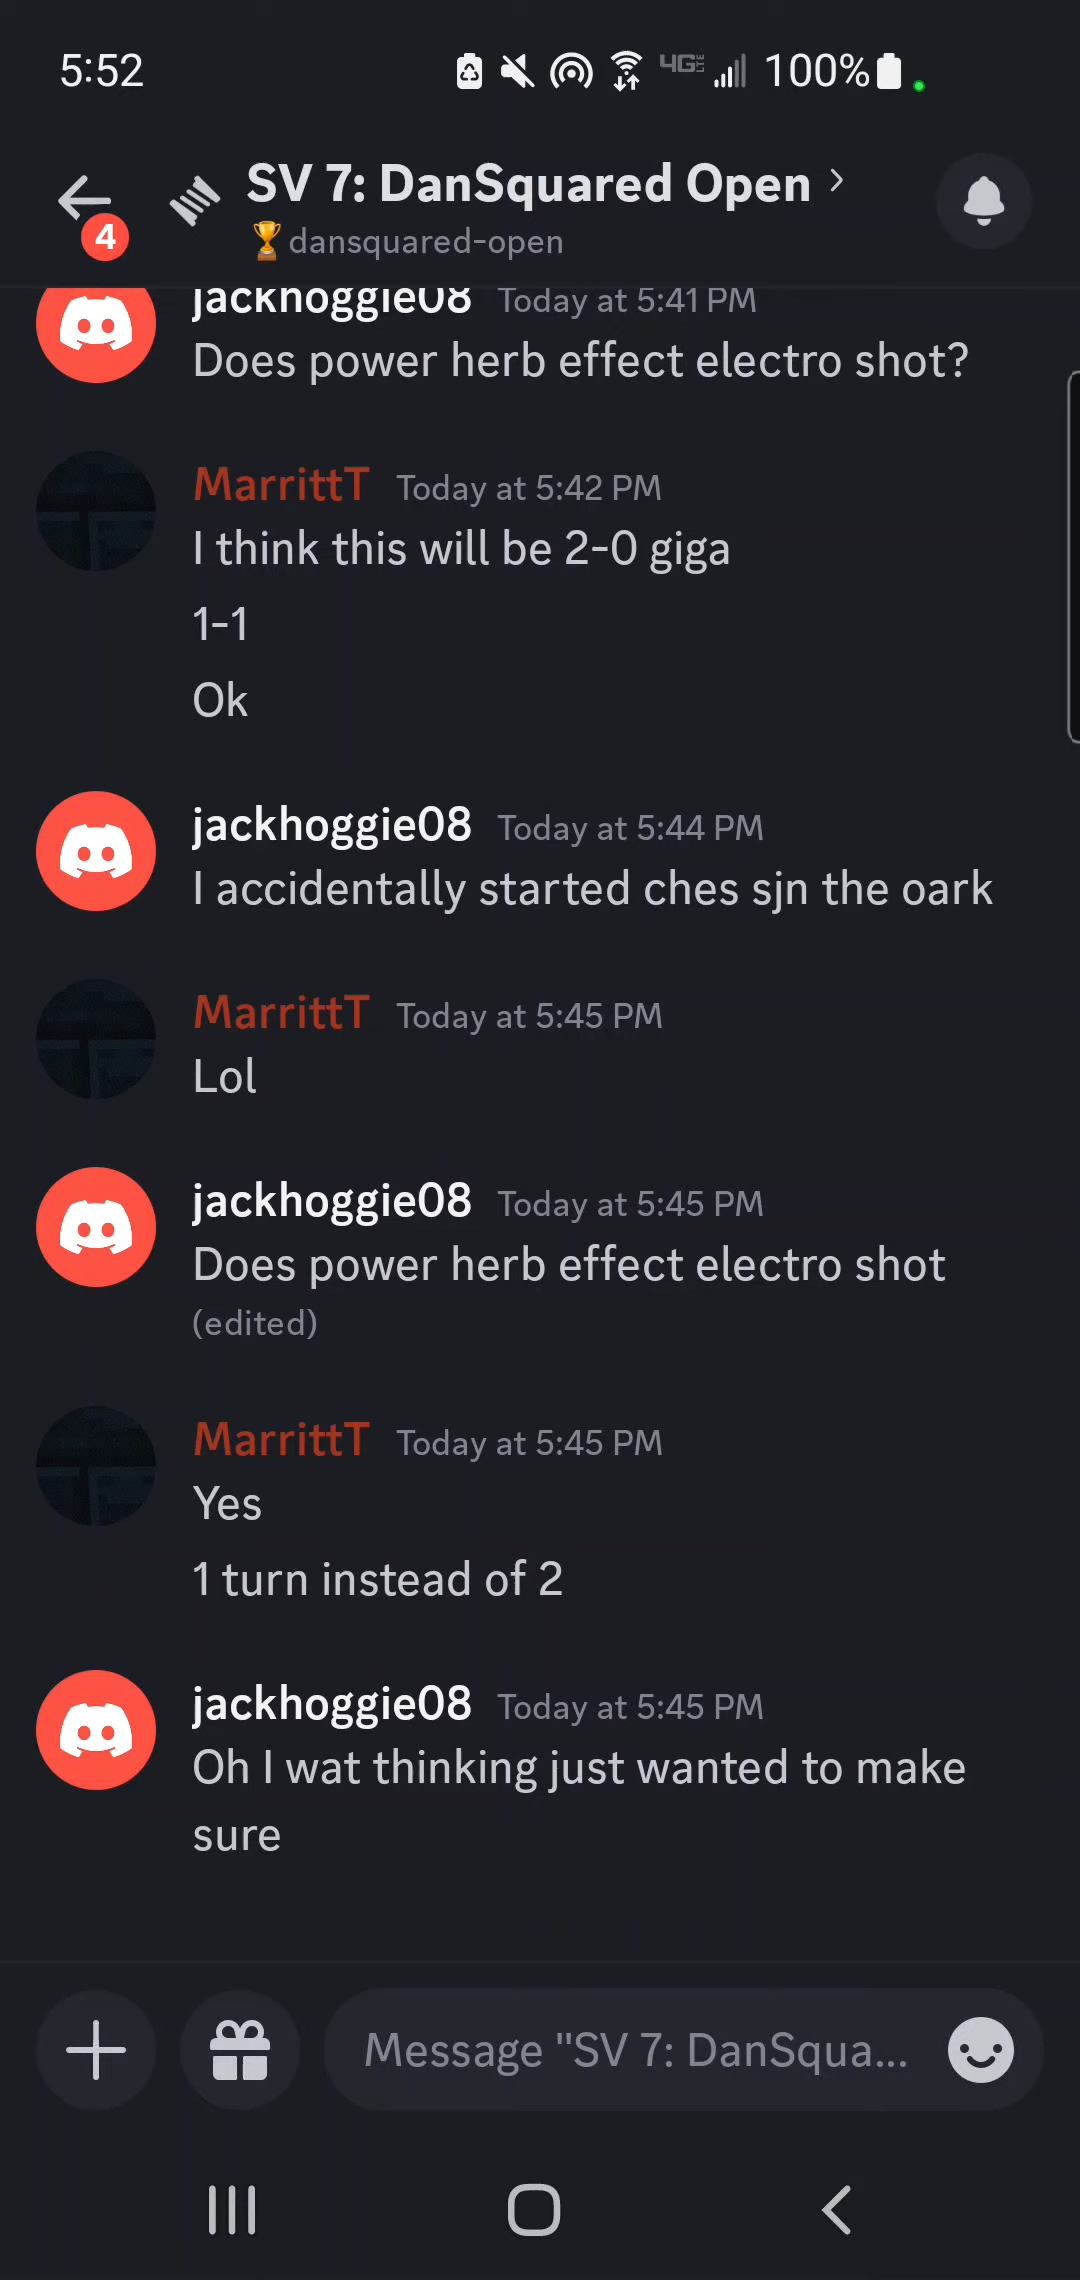 5:52
4G LTE
100%
SV 7: DanSquared Open
4
🏆dansquared-open
jackhoggie08 Today at 5:41 PM
Does power herb effect electro shot?
MarrittT Today at 5:42 PM
I think this will be 2-0 giga
1-1
Ok
jackhoggie08 Today at 5:44 PM
I accidentally started ches sjn the oark
MarrittT Today at 5:45 PM
Lol
jackhoggie08 Today at 5:45 PM
Does power herb effect electro shot
(edited)
MarrittT Today at 5:45 PM
Yes
1 turn instead of 2
jackhoggie08 Today at 5:45 PM
Oh I wat thinking just wanted to make
sure
Message "SV 7: DanSqua...